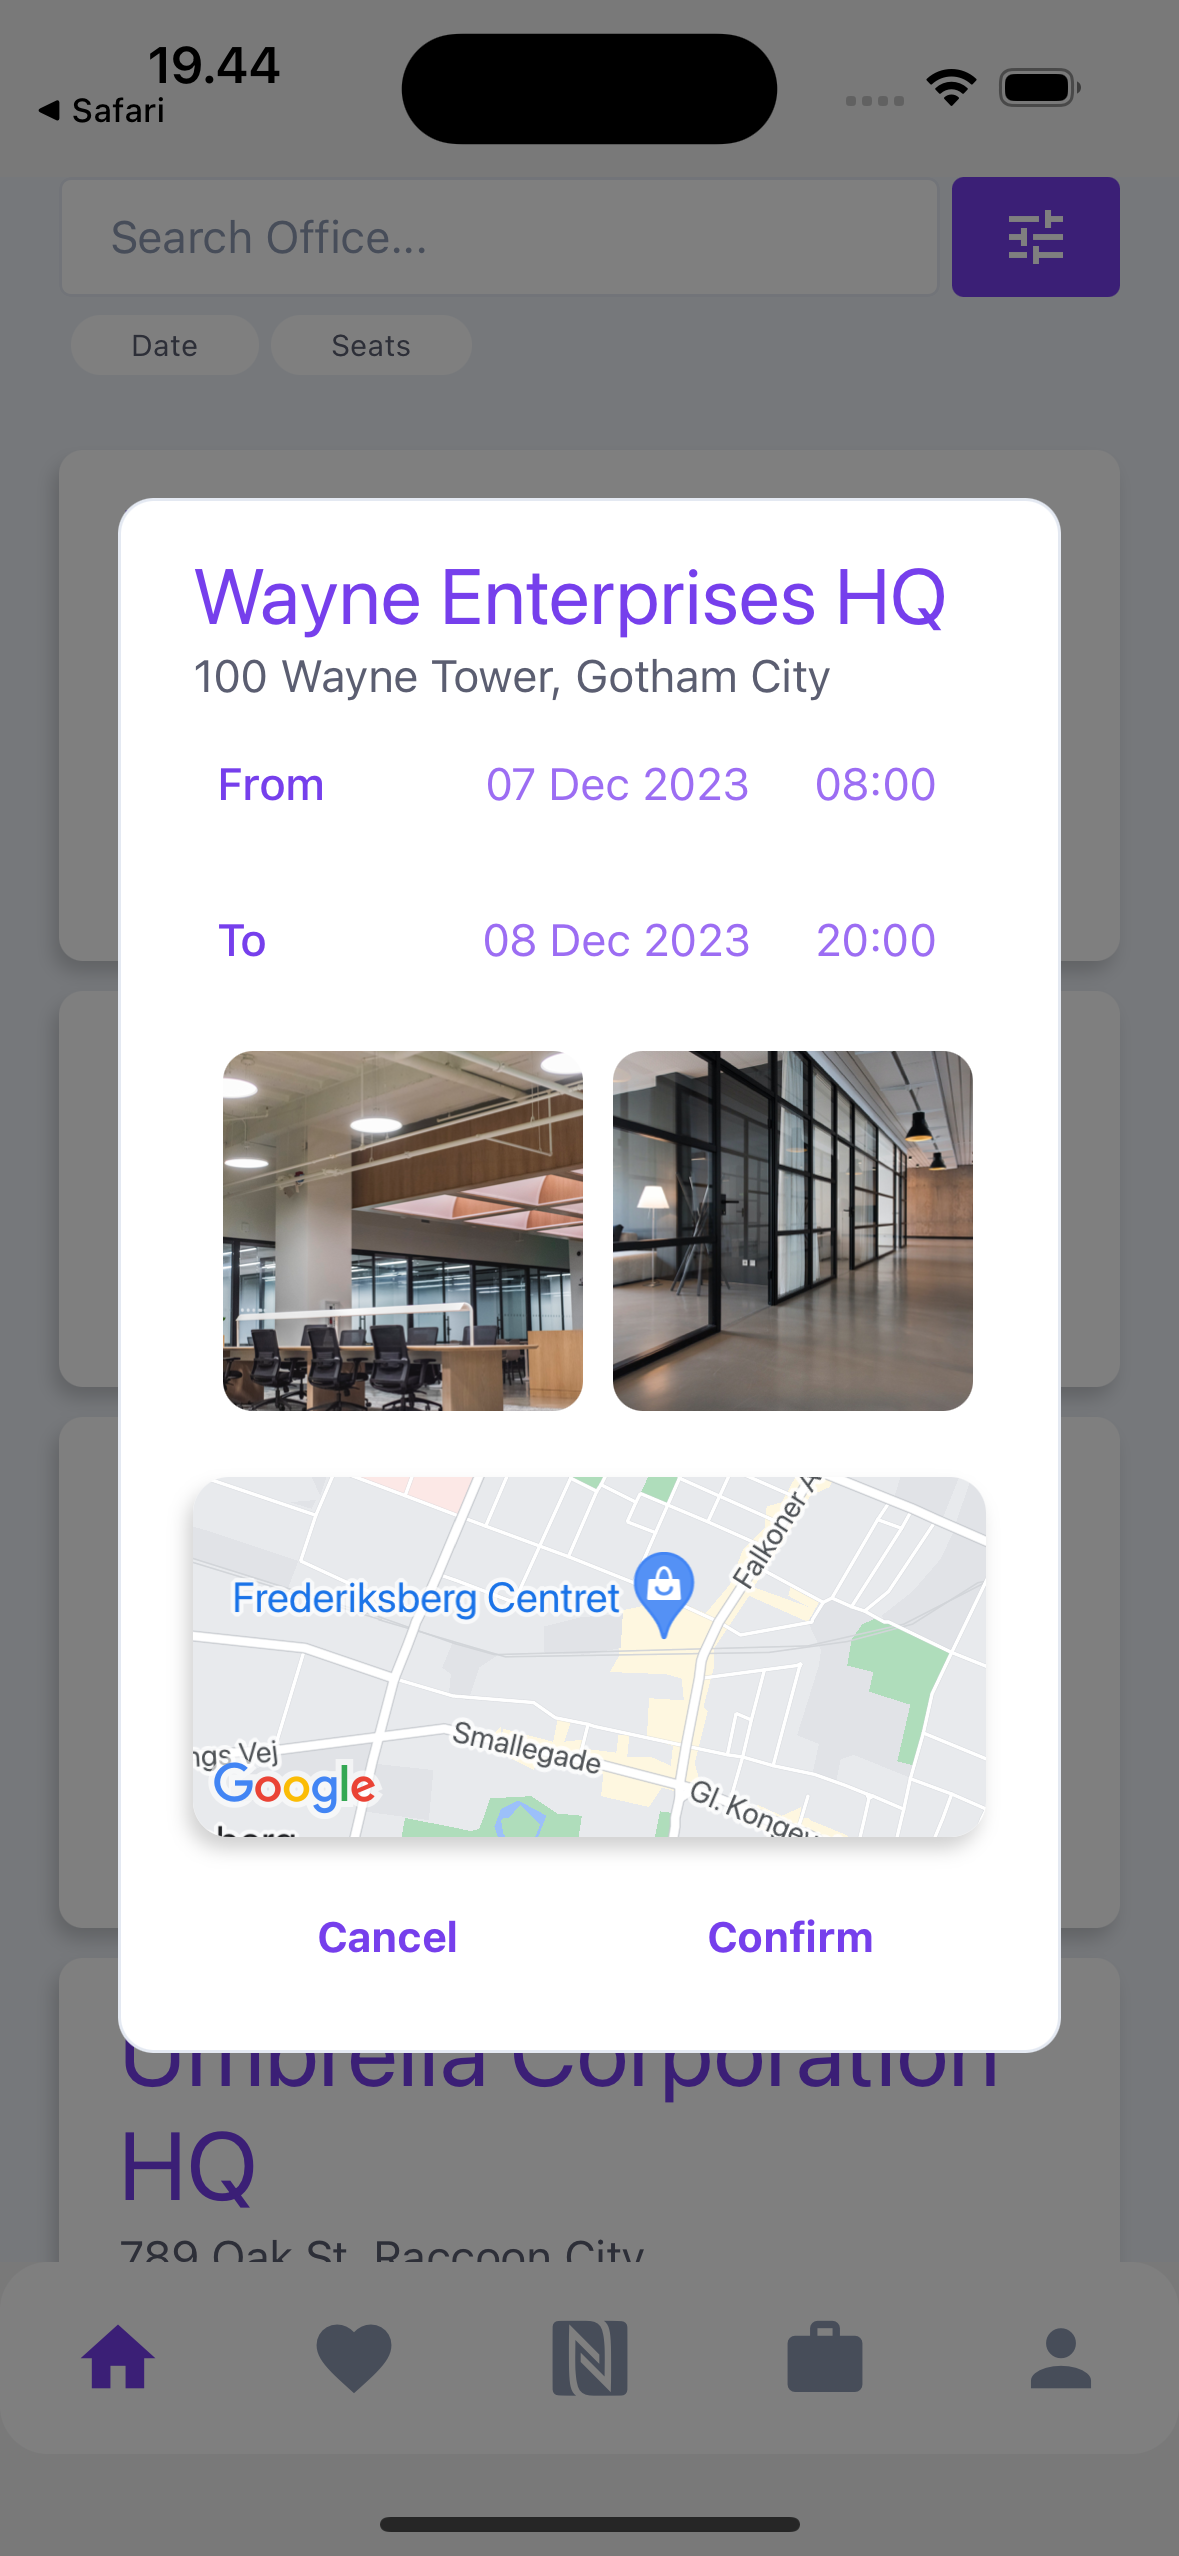 19.44
◀ Safari
Search Office...
Date Seats
Wayne Enterprises HQ
100 Wayne Tower, Gotham City
From 07 Dec 2023 08:00
To 08 Dec 2023 20:00
Falkoner A
Frederiksberg Centret
Smallegade
ngs Vej
Google
Gl. Kongev
berg
Cancel Confirm
Umbrella Corporation
HQ
789 Oak St, Raccoon City